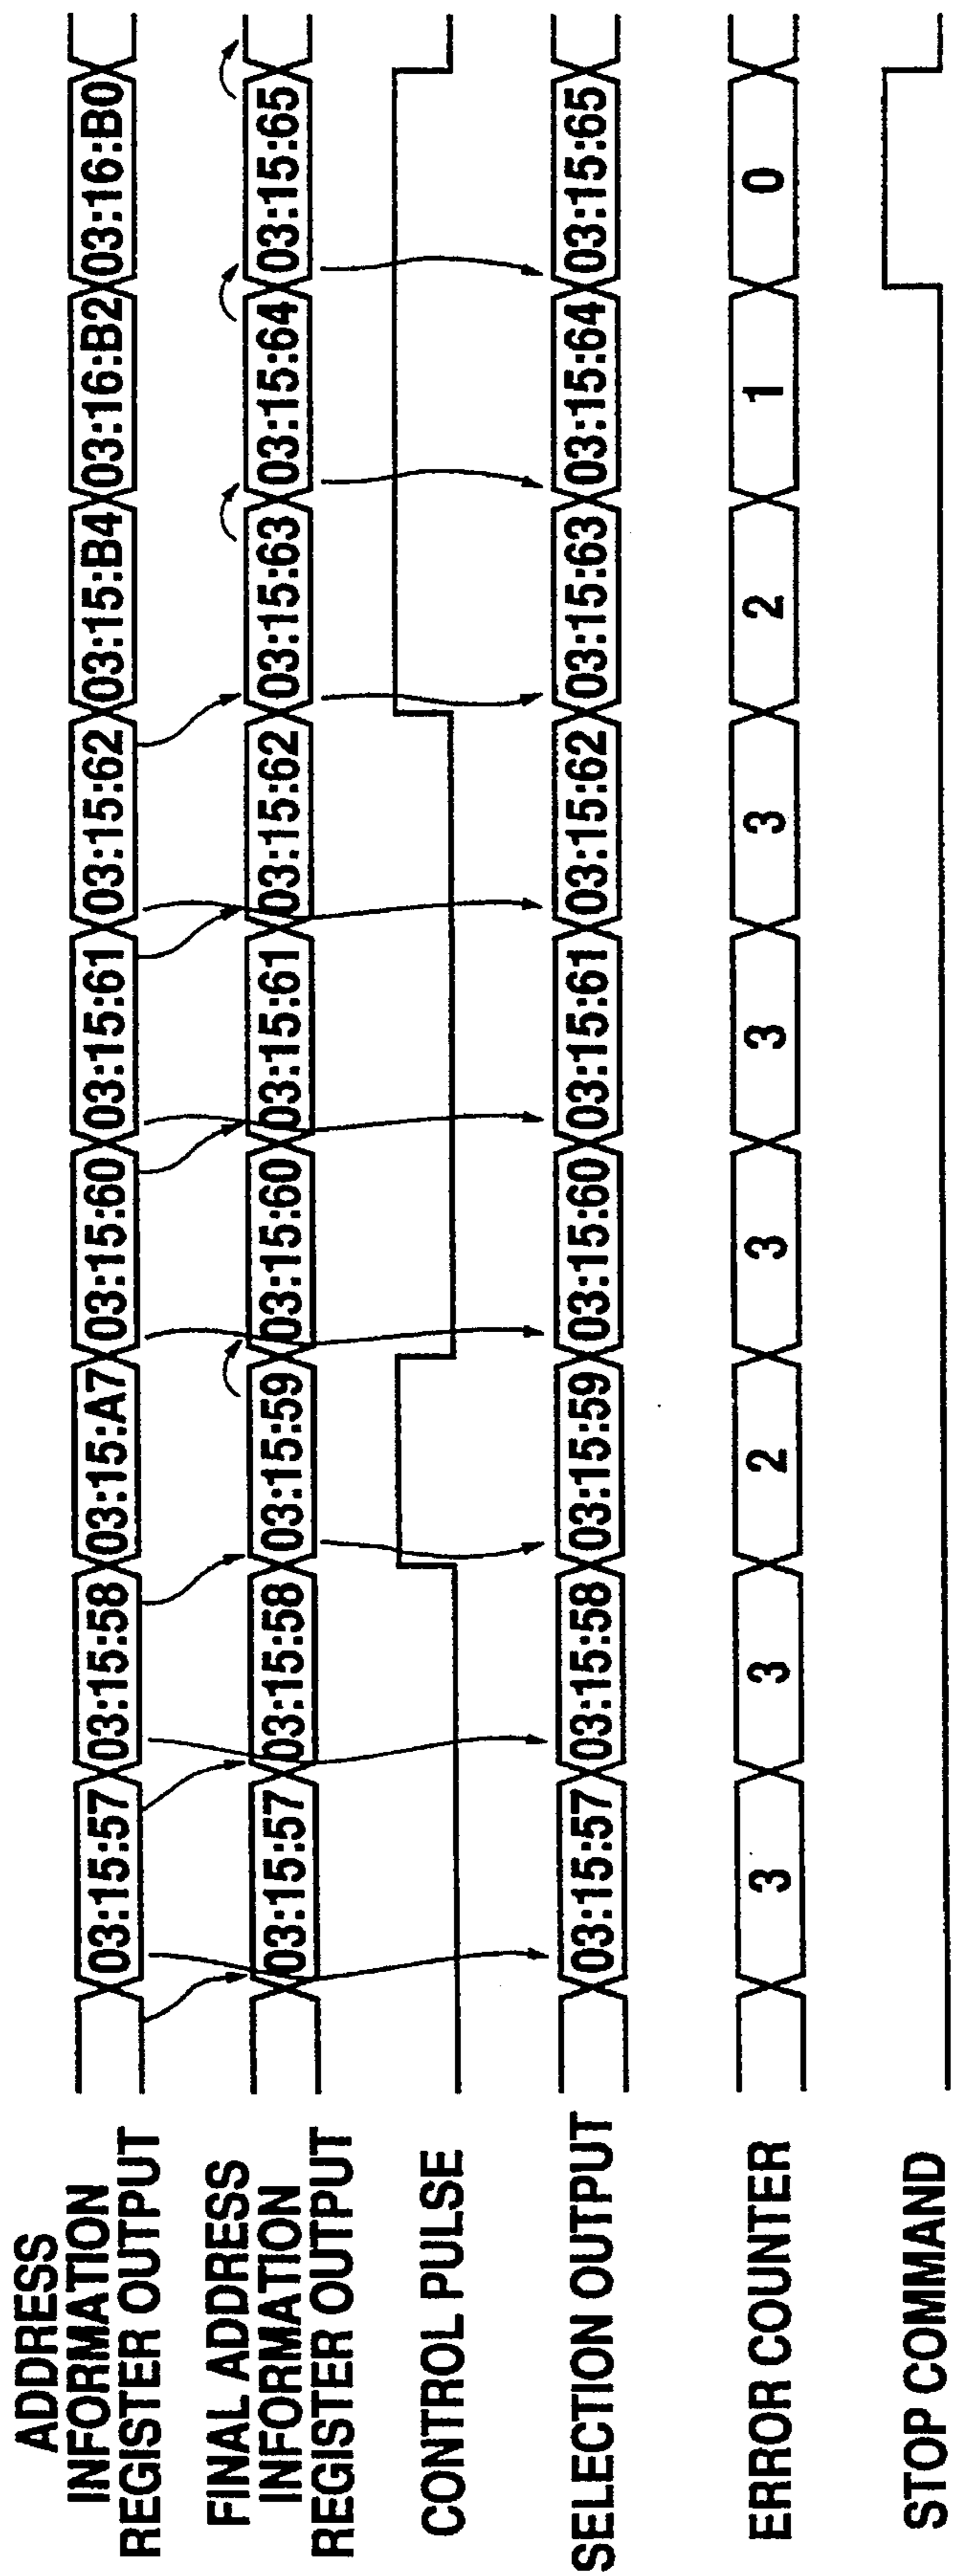 ADDRESS
INFORMATION
REGISTER OUTPUT
03:15:57 03:15:58 03:15:A7 03:15:60 03:15:61 03:15:62 03:15:B4 03:16:B2 03:16:B0
FINAL ADDRESS
INFORMATION
REGISTER OUTPUT
03:15:57 03:15:58 03:15:59 03:15:60 03:15:61 03:15:62 03:15:63 03:15:64 03:15:65
CONTROL PULSE
SELECTION OUTPUT
03:15:57 03:15:58 03:15:59 03:15:60 03:15:61 03:15:62 03:15:63 03:15:64 03:15:65
ERROR COUNTER
3 3 2 3 3 3 2 1 0
STOP COMMAND